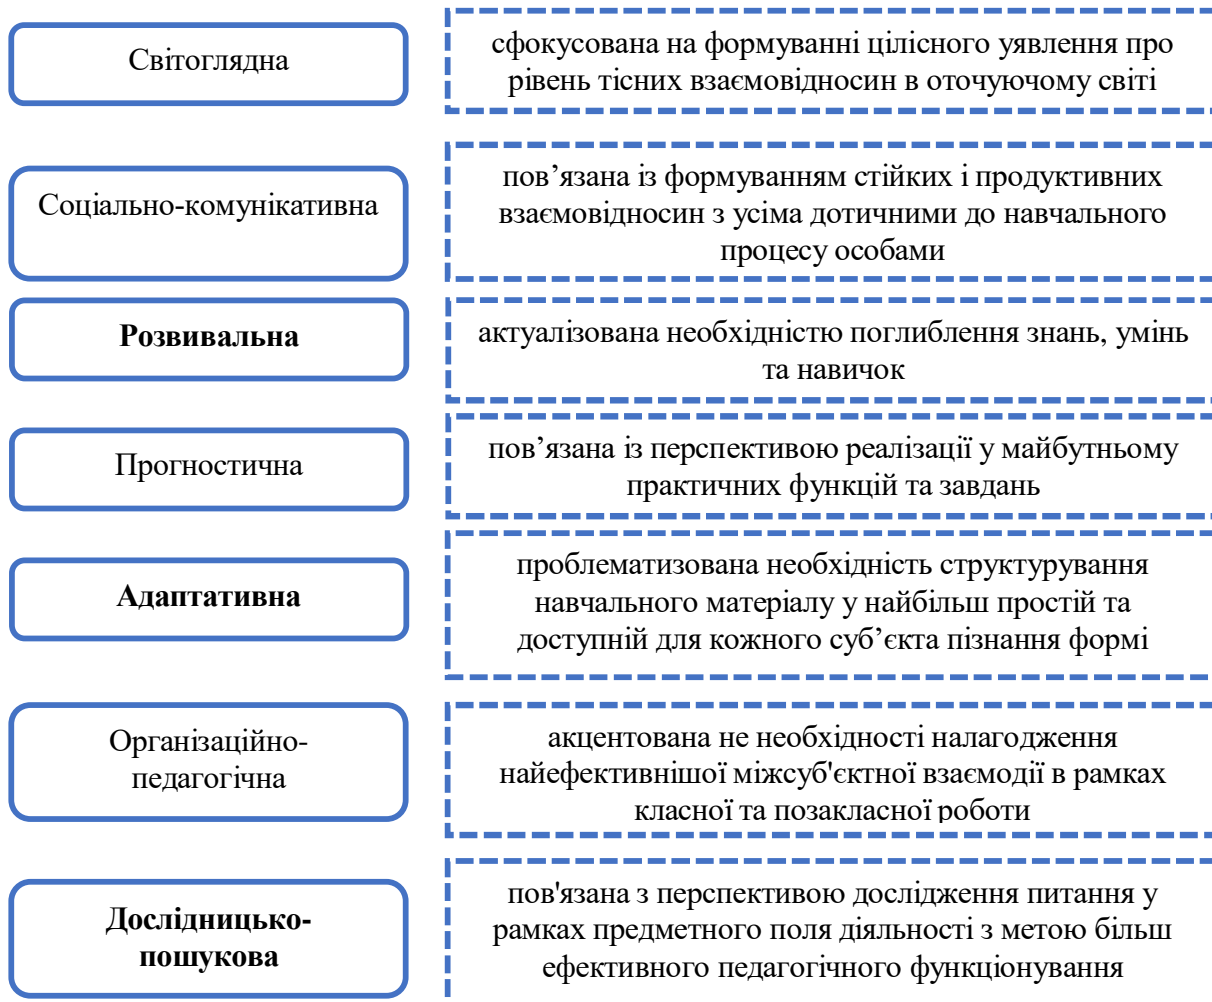 Світоглядна
сфокусована на формуванні цілісного уявлення про
рівень тісних взаємовідносин в оточуючому світі
Соціально-комунікативна
пов’язана із формуванням стійких і продуктивних
взаємовідносин з усіма дотичними до навчального
процесу особами
Розвивальна
актуалізована необхідністю поглиблення знань, умінь
та навичок
Прогностична
пов’язана із перспективою реалізації у майбутньому
практичних функцій та завдань
Адаптативна
проблематизована необхідність структурування
навчального матеріалу у найбільш простій та
доступній для кожного суб’єкта пізнання формі
Організаційно-
педагогічна
акцентована не необхідності налагодження
найефективнішої міжсуб'єктної взаємодії в рамках
класної та позакласної роботи
Дослідницько-
пошукова
пов'язана з перспективою дослідження питання у
рамках предметного поля діяльності з метою більш
ефективного педагогічного функціонування